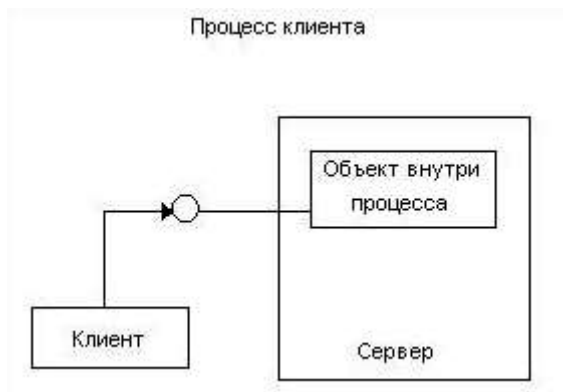 Процесс клиента
Объект внутри
процесса
Клиент
Сервер